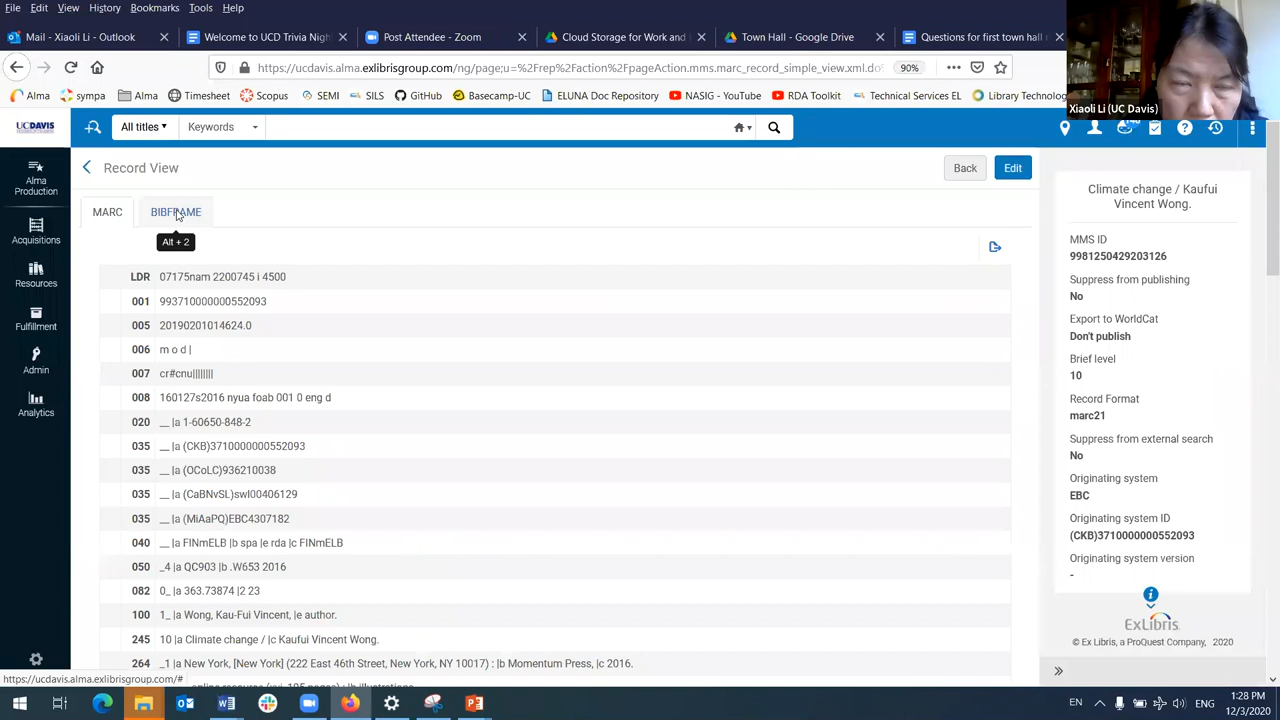 File Edit View History Bookmarks Tools Help
Mail - Xiaoli Li - Outlook
Welcome to UCD Trivia Nigh
Post Attendee - Zoom
Cloud Storage for Work and
Town Hall - Google Drive
Questions for first town hall
https://ucdavis.alma.exlibrisgroup.com/ng/page;u=%2Frep%2Faction%2FpageAction.mms.marc_record_simple_view.xml.do
90%
Alma sympa Alma Timesheet Scopus SEMI SILS GitHub Basecamp-UC ELUNA Doc Repository NASIG - YouTube RDA Toolkit Technical Services EL Library Technolog
Xiaoli Li (UC Davis)
UCDAVIS
All titles
Keywords
Alma
Production
Acquisitions
Resources
Fulfillment
Admin
Analytics
Record View
Back
Edit
MARC
BIBFRAME
Alt + 2
LDR 07175nam 2200745 i 4500
001 993710000000552093
005 20190201014624.0
006 m o d |
007 cr#cnu||||||||
008 160127s2016 nyua foab 001 0 eng d
020 __ |a 1-60650-848-2
035 __ |a (CKB)3710000000552093
035 __ |a (OCoLC)936210038
035 __ |a (CaBNvSL)swl00406129
035 __ |a (MiAaPQ)EBC4307182
040 __ |a FINmELB |b spa |e rda |c FINmELB
050 _4 |a QC903 |b .W653 2016
082 0_ |a 363.73874 |2 23
100 1_ |a Wong, Kau-Fui Vincent, |e author.
245 10 |a Climate change / |c Kaufui Vincent Wong.
264 _1 |a New York, [New York] (222 East 46th Street, New York, NY 10017) : |b Momentum Press, |c 2016.
https://ucdavis.alma.exlibrisgroup.com/#
Climate change / Kaufui
Vincent Wong.
MMS ID
9981250429203126
Suppress from publishing
No
Export to WorldCat
Don't publish
Brief level
10
Record Format
marc21
Suppress from external search
No
Originating system
EBC
Originating system ID
(CKB)3710000000552093
Originating system version
-
ExLibris
© Ex Libris, a ProQuest Company, 2020
EN
ENG
1:28 PM
12/3/2020